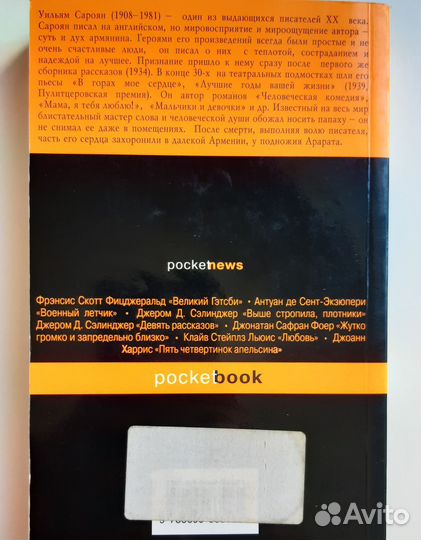 Уильям Сароян (1908–1981) – один из выдающихся писателей XX века.
Сароян писал на английском, но мировосприятие и мироощущение автора –
суть и дух армянина. Героями его произведений всегда были простые и не
очень счастливые люди, он писал о них с теплотой, состраданием и
надеждой на лучшее. Признание пришло к нему сразу после первого же
сборника рассказов (1934). В конце 30-х на театральных подмостках шли его
пьесы «В горах мое сердце», «Лучшие годы вашей жизни» (1939,
Пулитцеровская премия). Он автор романов «Человеческая комедия»,
«Мама, я тебя люблю!», «Мальчики и девочки» и др. Известный на весь мир
блистательный мастер слова и человеческой души обожал носить папаху – он
не снимал ее даже в помещениях. После смерти, выполняя волю писателя,
часть его сердца захоронили в далекой Армении, у подножия Арарата.
pocketnews
Фрэнсис Скотт Фицджеральд «Великий Гэтсби» • Антуан де Сент-Экзюпери
«Военный летчик» • Джером Д. Сэлинджер «Выше стропила, плотники»
Джером Д. Сэлинджер «Девять рассказов» • Джонатан Сафран Фоер «Жутко
громко и запредельно близко» • Клайв Стейплз Льюис «Любовь» • Джоанн
Харрис «Пять четвертинок апельсина»
pocketbook
Avito